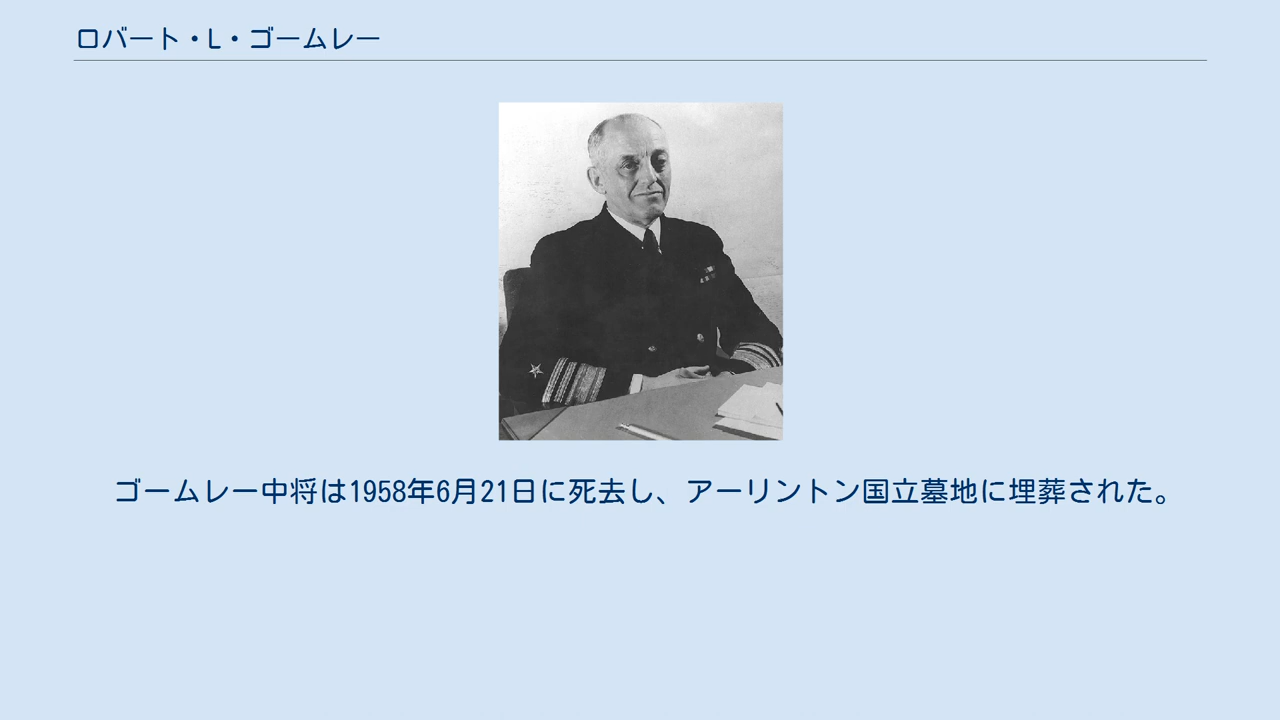 ロバート・L・ゴームレー
ゴームレー中将は1958年6月21日に死去し、アーリントン国立墓地に埋葬された。